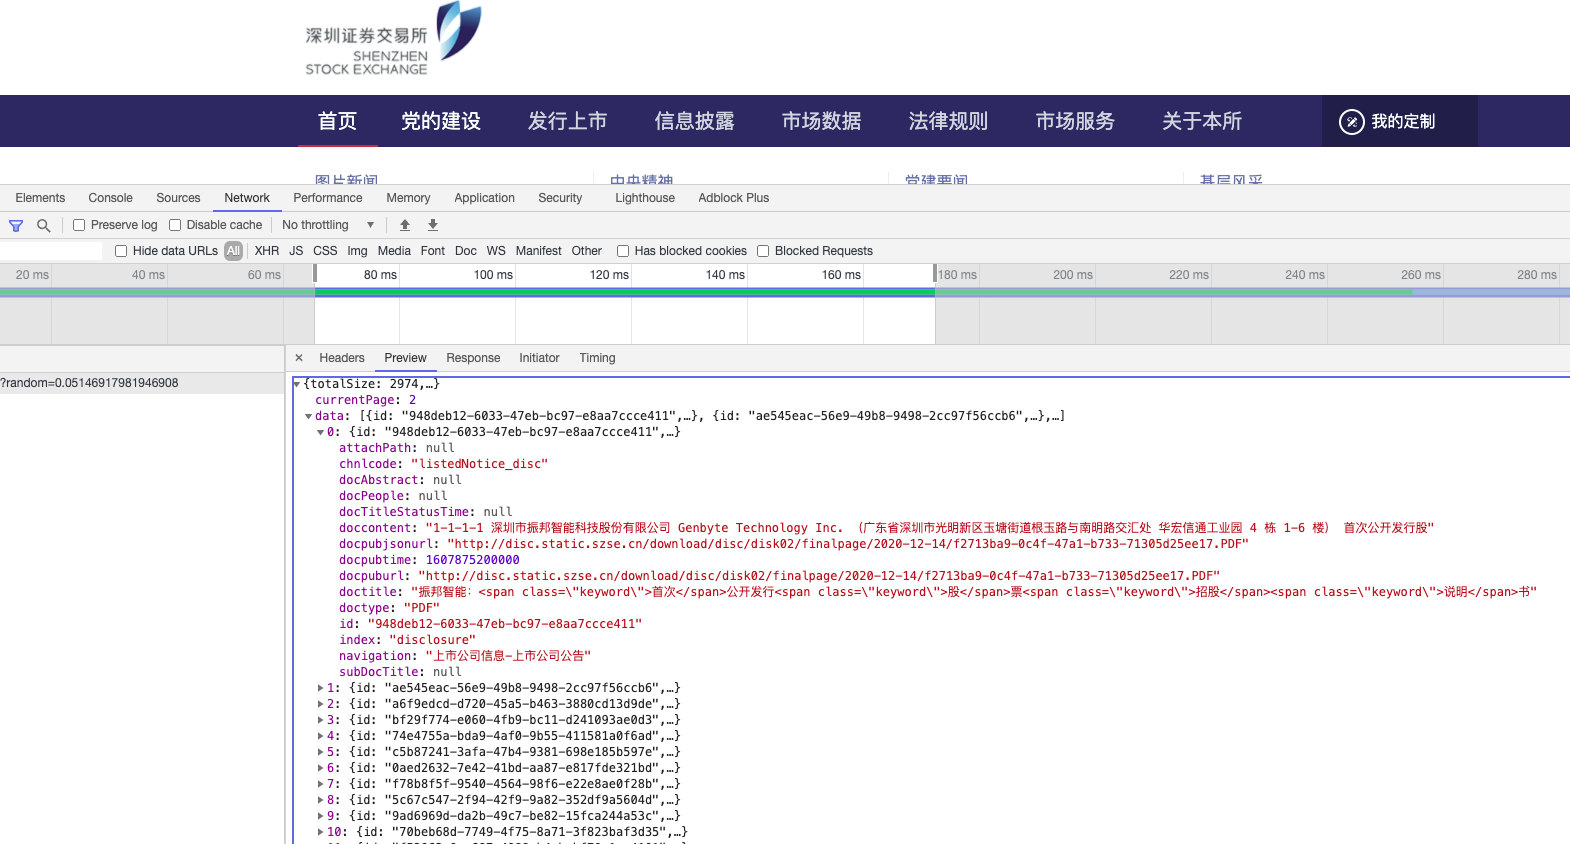 深圳证券交易所
SHENZHEN
STOCK EXCHANGE
首页 党的建设 发行上市 信息披露 市场数据 法律规则 市场服务 关于本所 我的定制
图片新闻 中央精神 党建要闻 基层风采
Elements Console Sources Network Performance Memory Application Security Lighthouse Adblock Plus
Preserve log Disable cache No throttling
Hide data URLs All XHR JS CSS Img Media Font Doc WS Manifest Other Has blocked cookies Blocked Requests
20 ms 40 ms 60 ms 80 ms 100 ms 120 ms 140 ms 160 ms 180 ms 200 ms 220 ms 240 ms 260 ms 280 ms
× Headers Preview Response Initiator Timing
?random=0.05146917981946908
{totalSize: 2974,…}
currentPage: 2
data: [{id: "948deb12-6033-47eb-bc97-e8aa7ccce411",…}, {id: "ae545eac-56e9-49b8-9498-2cc97f56ccb6",…},…]
0: {id: "948deb12-6033-47eb-bc97-e8aa7ccce411",…}
attachPath: null
chnlcode: "listedNotice_disc"
docAbstract: null
docPeople: null
docTitleStatusTime: null
doccontent: "1-1-1-1 深圳市振邦智能科技股份有限公司 Genbyte Technology Inc. （广东省深圳市光明新区玉塘街道根玉路与南明路交汇处 华宏信通工业园 4 栋 1-6 楼） 首次公开发行股"
docpubjsonurl: "http://disc.static.szse.cn/download/disc/disk02/finalpage/2020-12-14/f2713ba9-0c4f-47a1-b733-71305d25ee17.PDF"
docpubtime: 1607875200000
docpuburl: "http://disc.static.szse.cn/download/disc/disk02/finalpage/2020-12-14/f2713ba9-0c4f-47a1-b733-71305d25ee17.PDF"
doctitle: "振邦智能：<span class=\"keyword\">首次</span>公开发行<span class=\"keyword\">股</span>票<span class=\"keyword\">招股</span><span class=\"keyword\">说明</span>书"
doctype: "PDF"
id: "948deb12-6033-47eb-bc97-e8aa7ccce411"
index: "disclosure"
navigation: "上市公司信息-上市公司公告"
subDocTitle: null
1: {id: "ae545eac-56e9-49b8-9498-2cc97f56ccb6",…}
2: {id: "a6f9edcd-d720-45a5-b463-3880cd13d9de",…}
3: {id: "bf29f774-e060-4fb9-bc11-d241093ae0d3",…}
4: {id: "74e4755a-bda9-4af0-9b55-411581a0f6ad",…}
5: {id: "c5b87241-3afa-47b4-9381-698e185b597e",…}
6: {id: "0aed2632-7e42-41bd-aa87-e817fde321bd",…}
7: {id: "f78b8f5f-9540-4564-98f6-e22e8ae0f28b",…}
8: {id: "5c67c547-2f94-42f9-9a82-352df9a5604d",…}
9: {id: "9ad6969d-da2b-49c7-be82-15fca244a53c",…}
10: {id: "70beb68d-7749-4f75-8a71-3f823baf3d35",…}